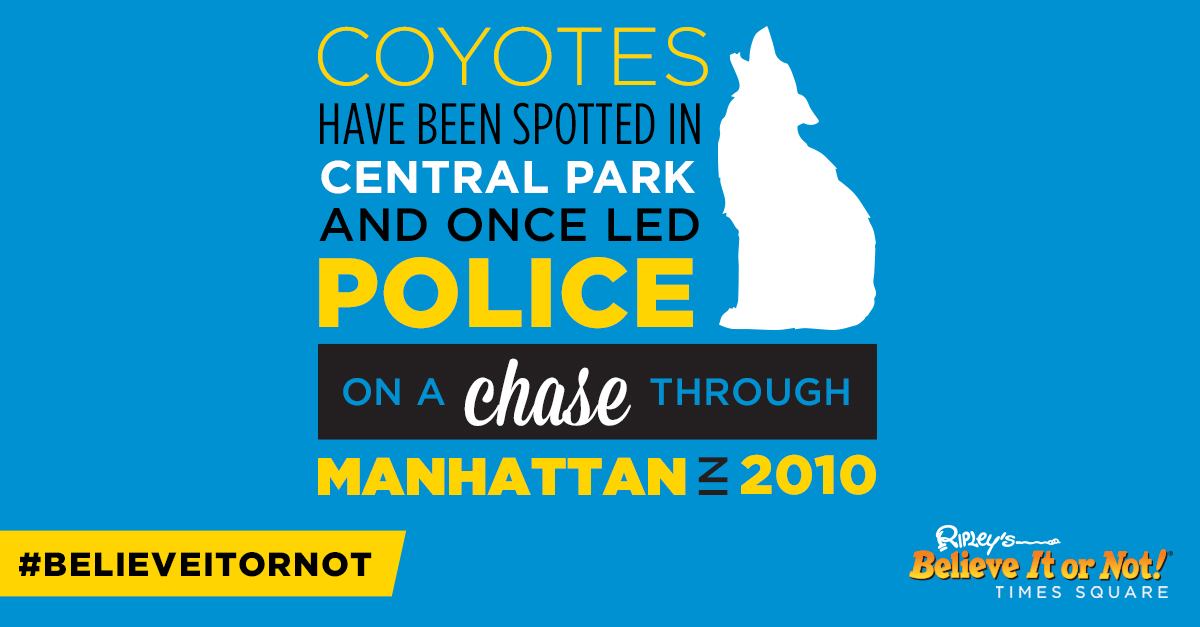 COYOTES
HAVE BEEN SPOTTED IN
CENTRAL PARK
AND ONCE LED
POLICE
ON A chase THROUGH
MANHATTAN IN 2010
#BELIEVEITORNOT
RIPLEY'S
Believe It or Not!®
TIMES SQUARE